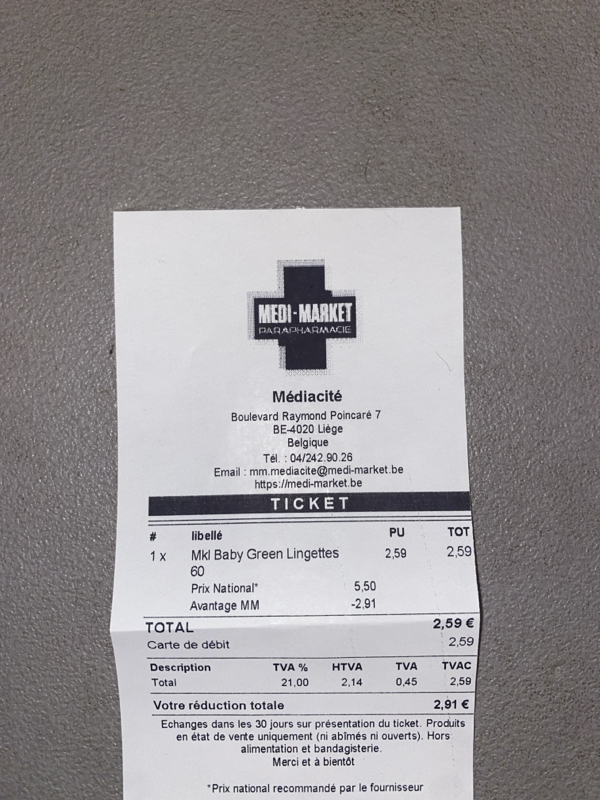 MEDI-MARKET
PARAPHARMACIE
Médiacité
Boulevard Raymond Poincaré 7
BE-4020 Liège
Belgique
Tél. : 04/242.90.26
Email : mm.mediacite@medi-market.be
https://medi-market.be
TICKET
# libellé PU TOT
1 x Mkl Baby Green Lingettes 2,59 2,59
60
Prix National* 5,50
Avantage MM -2,91
TOTAL 2,59 €
Carte de débit 2,59
Description TVA % HTVA TVA TVAC
Total 21,00 2,14 0,45 2,59
Votre réduction totale 2,91 €
Echanges dans les 30 jours sur présentation du ticket. Produits
en état de vente uniquement (ni abîmés ni ouverts). Hors
alimentation et bandagisterie.
Merci et à bientôt
*Prix national recommandé par le fournisseur